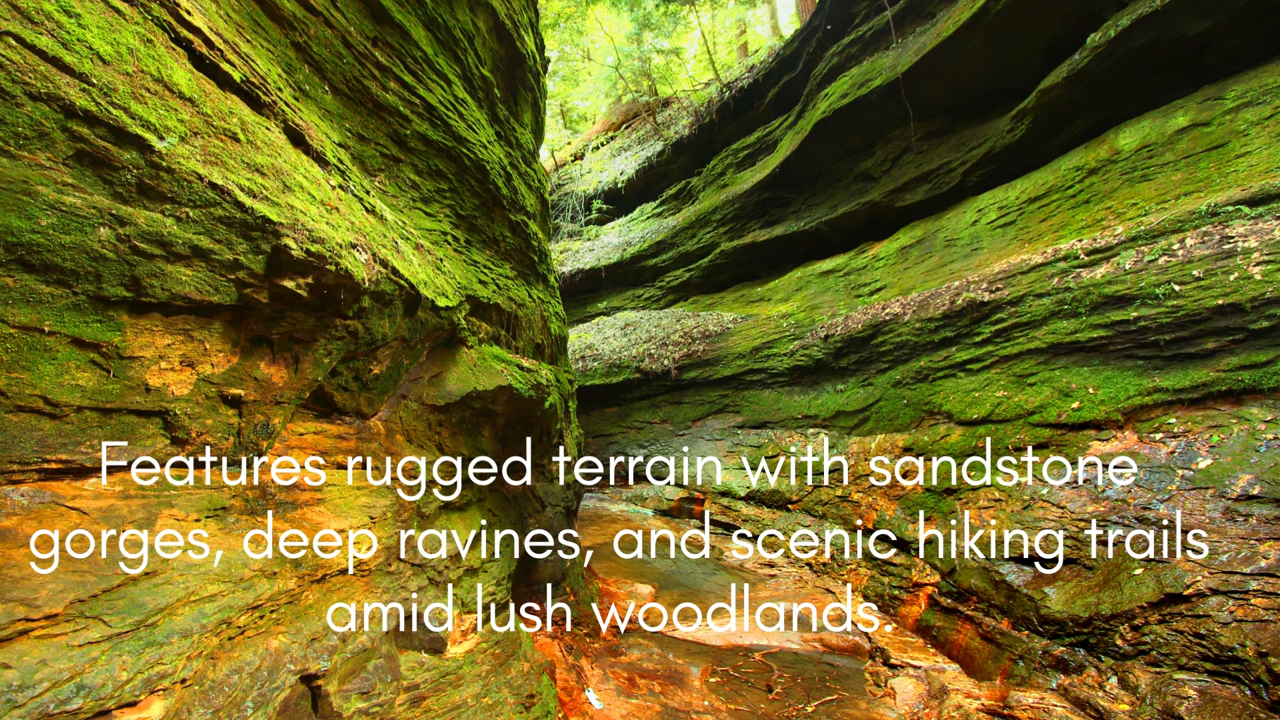 Features rugged terrain with sandstone
gorges, deep ravines, and scenic hiking trails
amid lush woodlands.